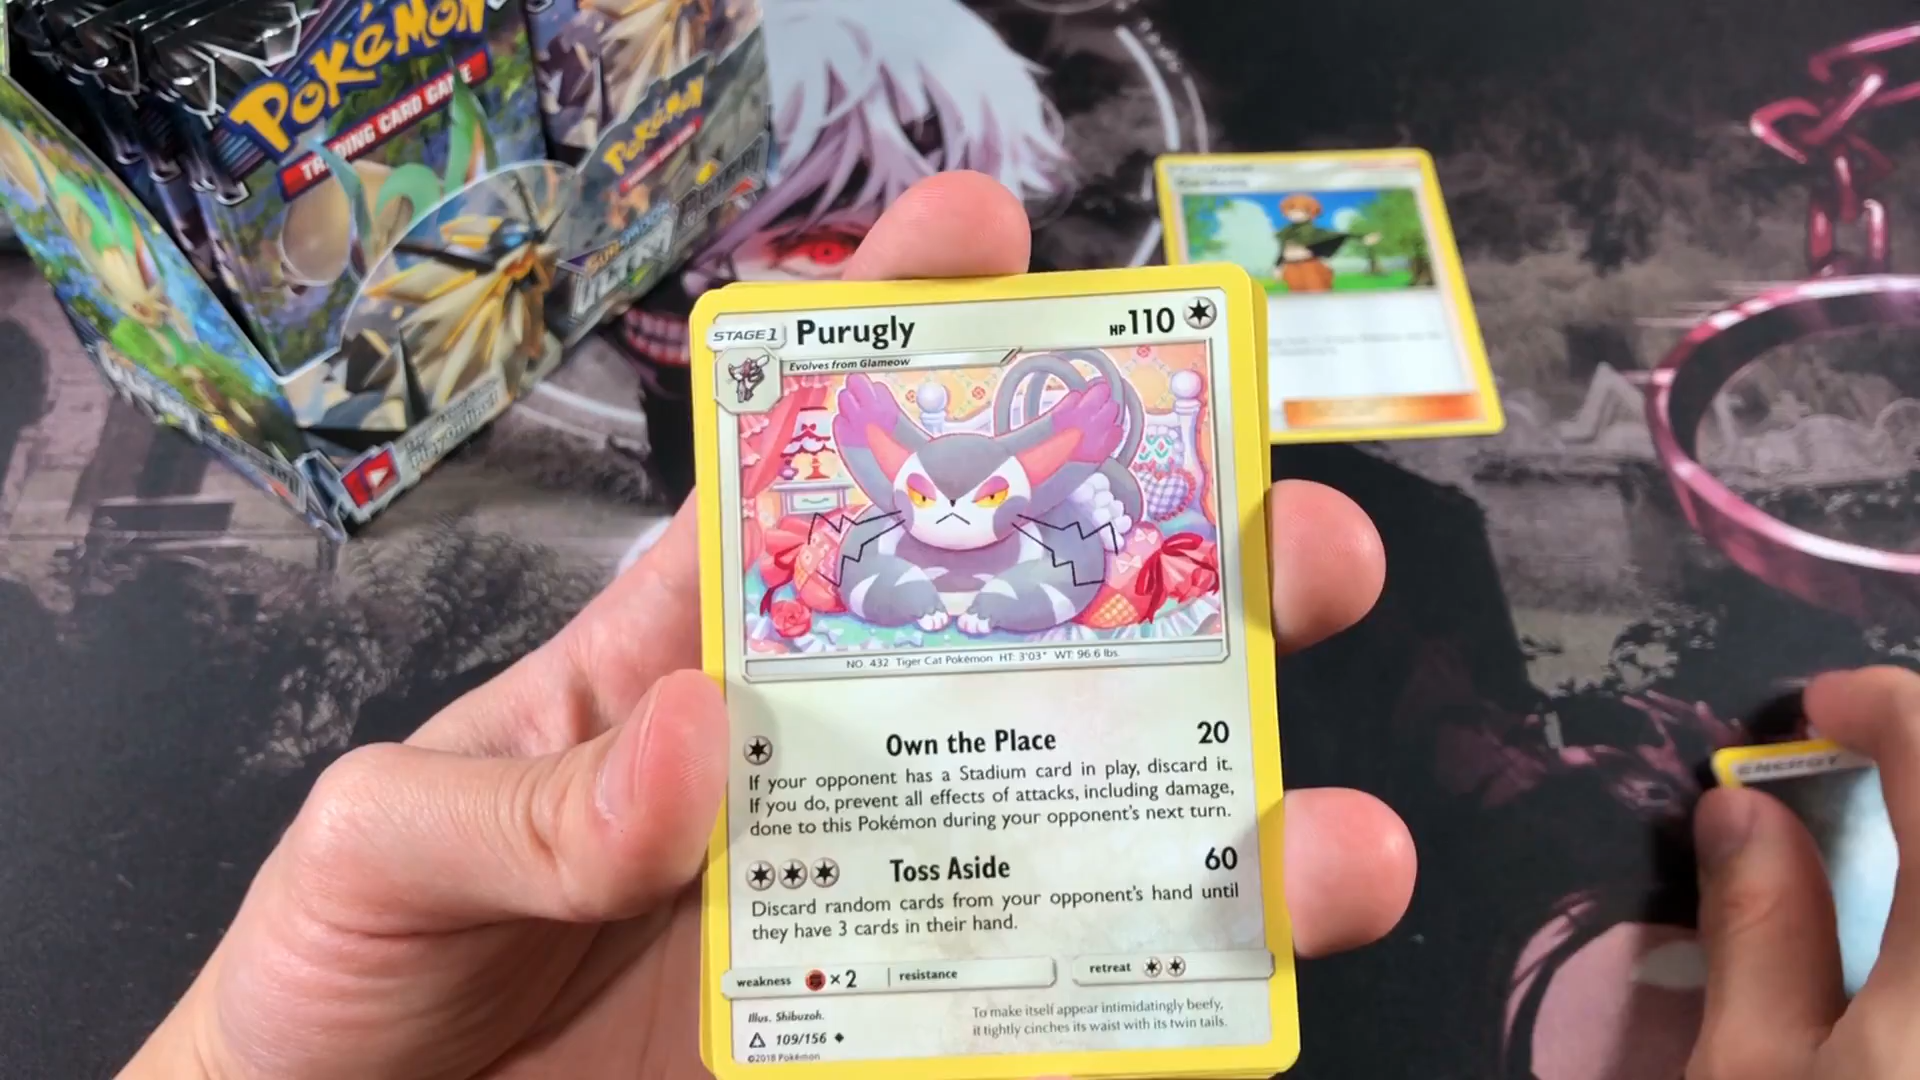 Pokémon
TRADING CARD GAME
Pokémon
SUN & MOON
ULTRA PRISM
STAGE 1 Purugly HP 110
Evolves from Glameow
NO. 432 Tiger Cat Pokémon HT: 3'03" WT: 96.6 lbs.
Own the Place 20
If your opponent has a Stadium card in play, discard it.
If you do, prevent all effects of attacks, including damage,
done to this Pokémon during your opponent's next turn.
Toss Aside 60
Discard random cards from your opponent's hand until
they have 3 cards in their hand.
weakness × 2 resistance retreat
To make itself appear intimidatingly beefy,
it tightly cinches its waist with its twin tails.
Illus. Shibuzoh.
109/156
©2018 Pokémon
ENERGY